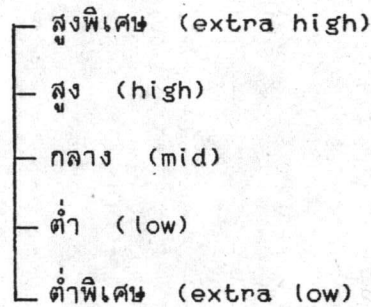 สูงพิเศษ (extra high)
สูง (high)
กลาง (mid)
ต่ำ (low)
ต่ำพิเศษ (extra low)